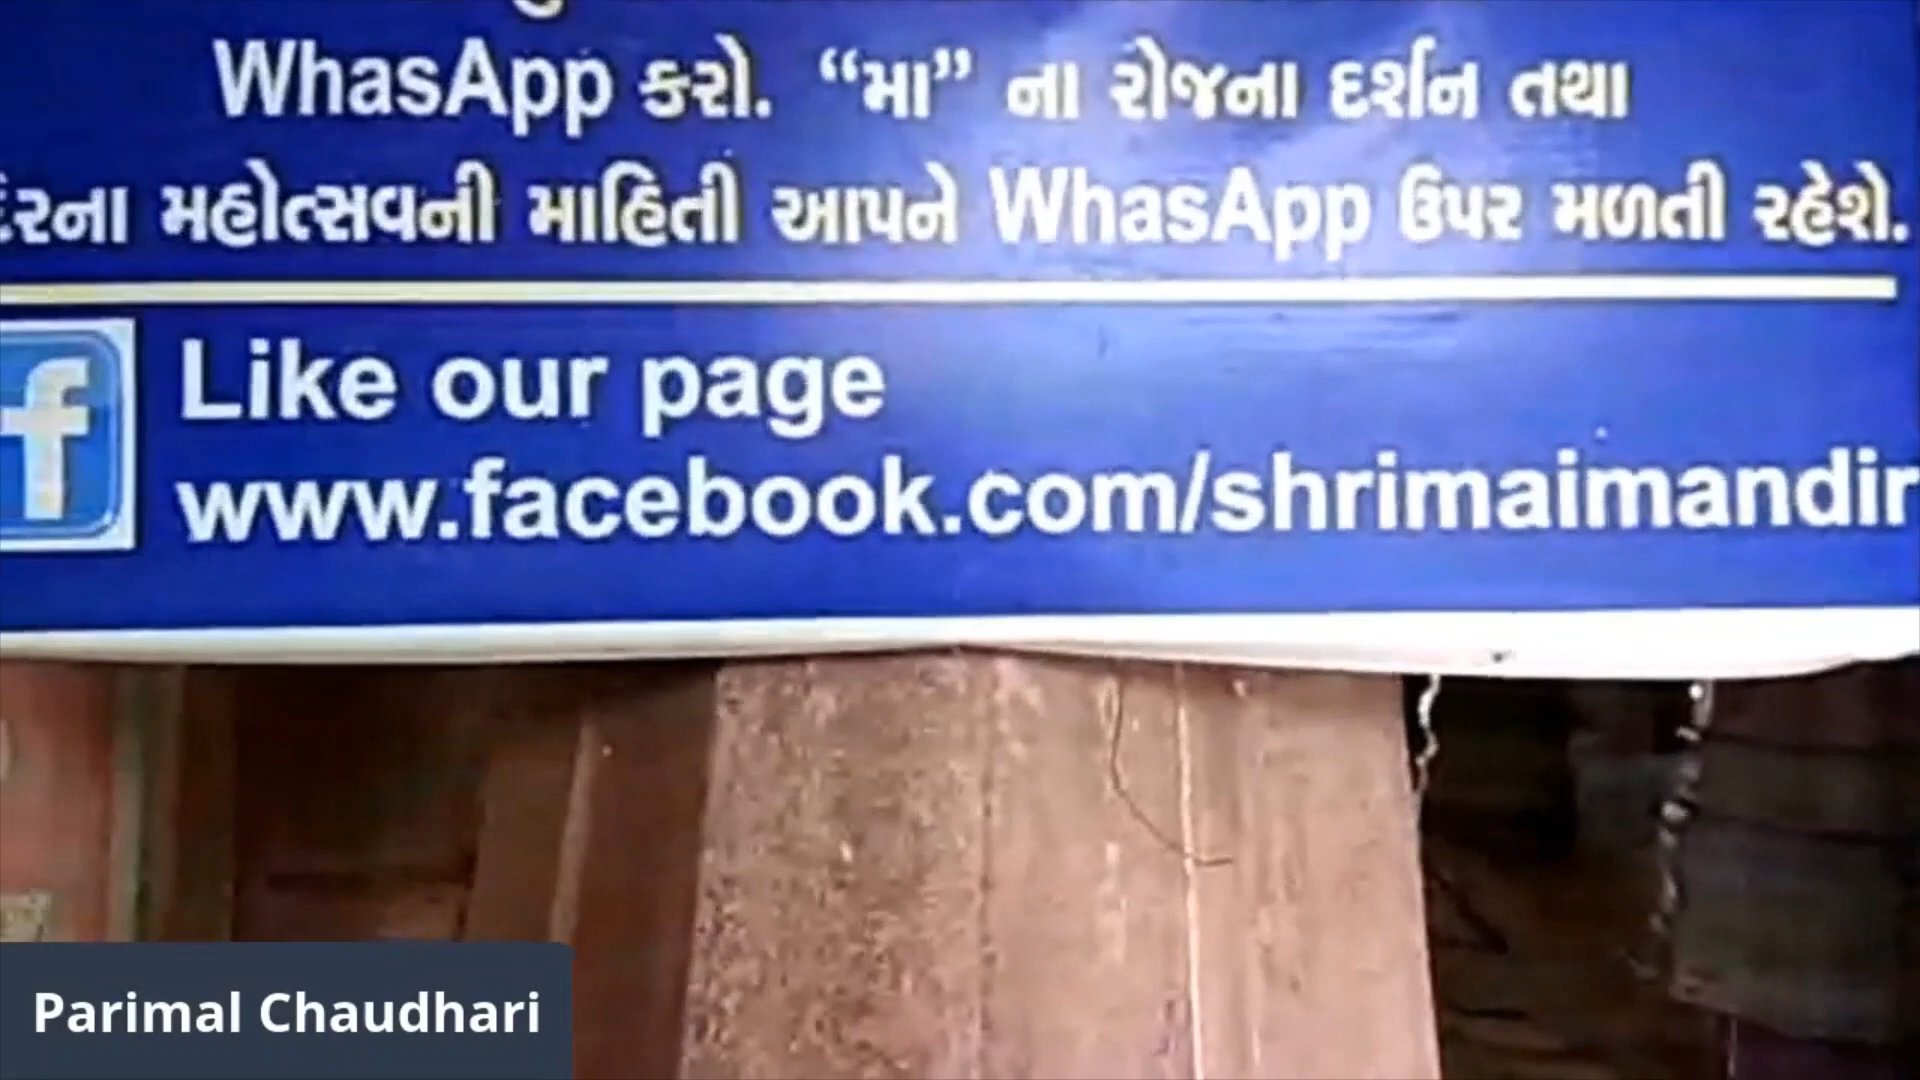 WhasApp કરો. “મા” ના રોજના દર્શન તથા
મહોત્સવની માહિતી આપને WhasApp ઉપર મળતી રહેશે.
f Like our page
www.facebook.com/shrimaimandir
Parimal Chaudhari